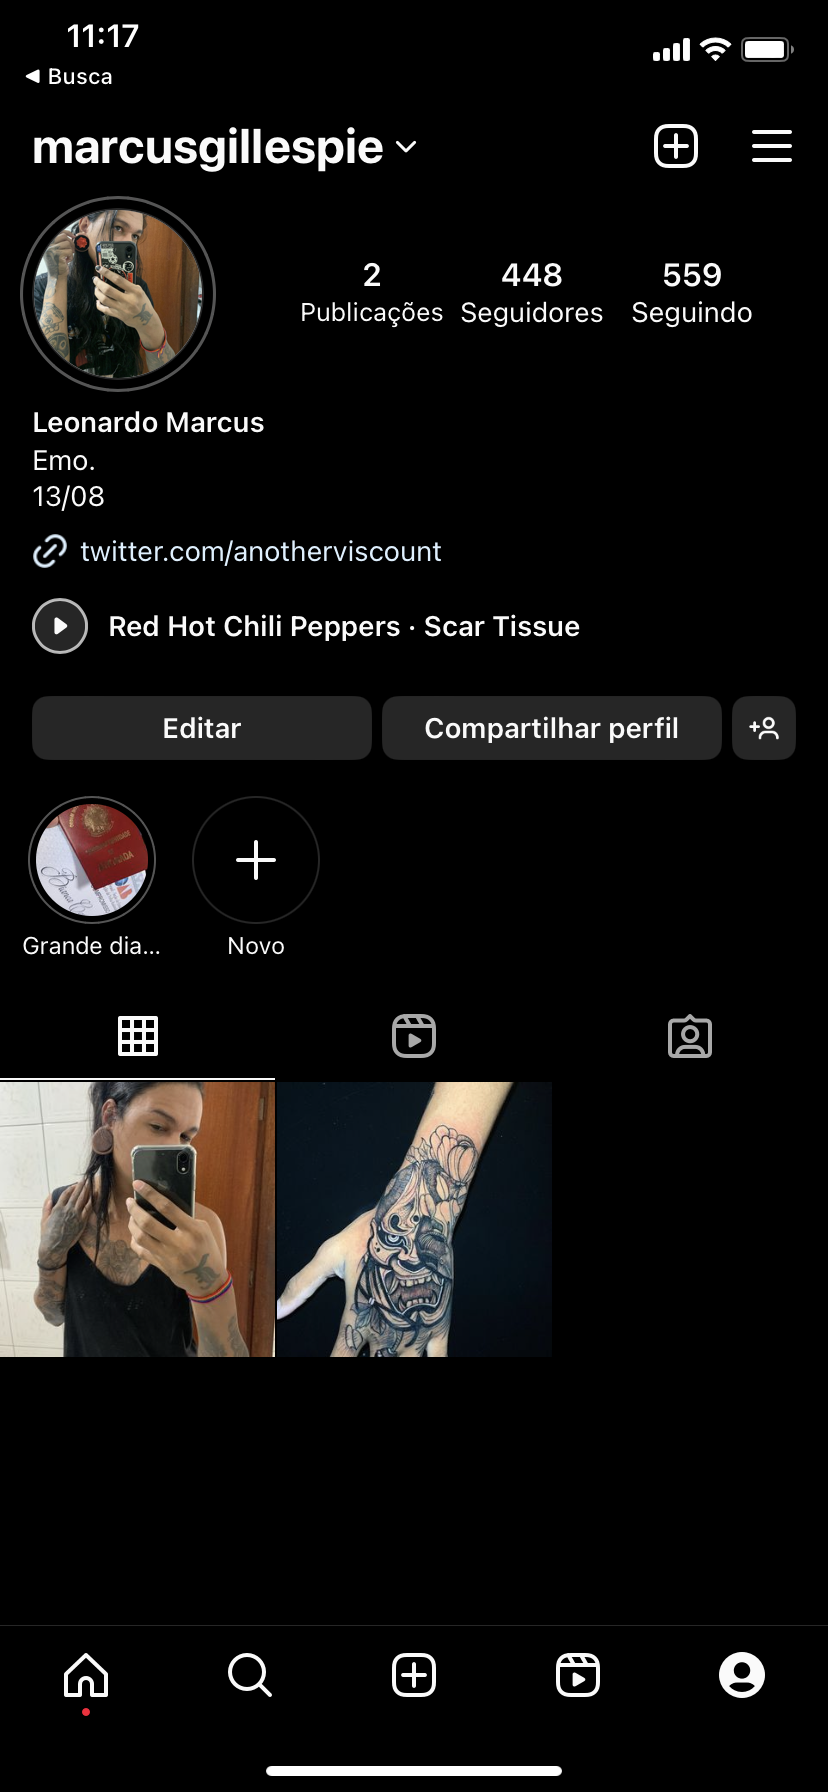 11:17
◀ Busca
marcusgillespie
2
Publicações
448
Seguidores
559
Seguindo
Leonardo Marcus
Emo.
13/08
twitter.com/anotherviscount
Red Hot Chili Peppers · Scar Tissue
Editar
Compartilhar perfil
Grande dia...
Novo